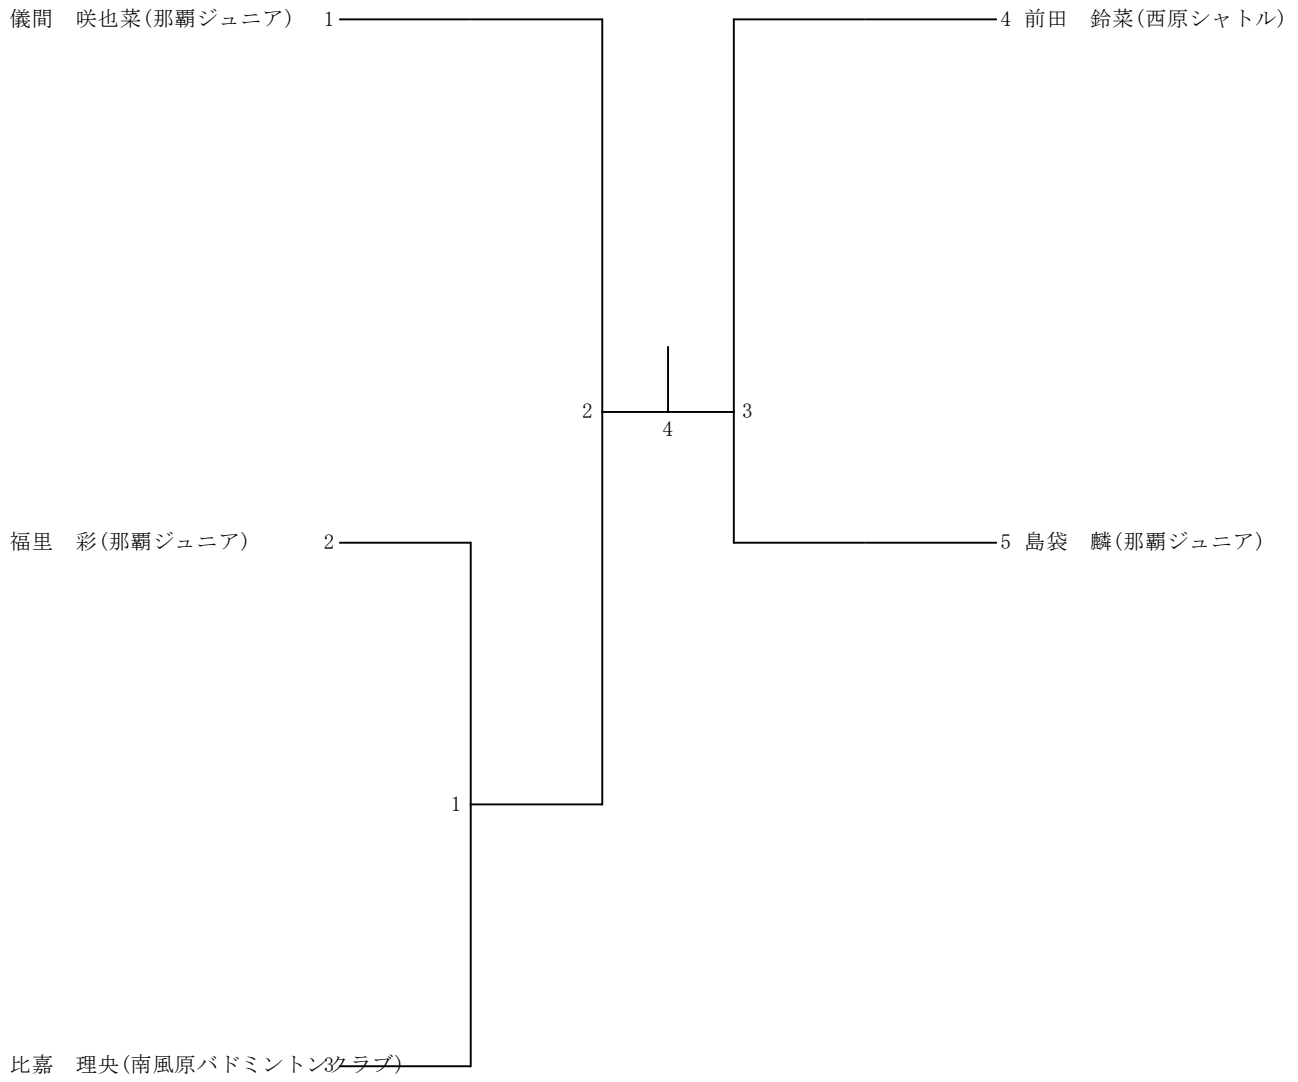 儀間　咲也菜(那覇ジュニア)　1
4 前田　鈴菜(西原シャトル)
2
3
4
福里　彩(那覇ジュニア)　2
5 島袋　麟(那覇ジュニア)
1
比嘉　理央(南風原バドミントンクラブ)　3